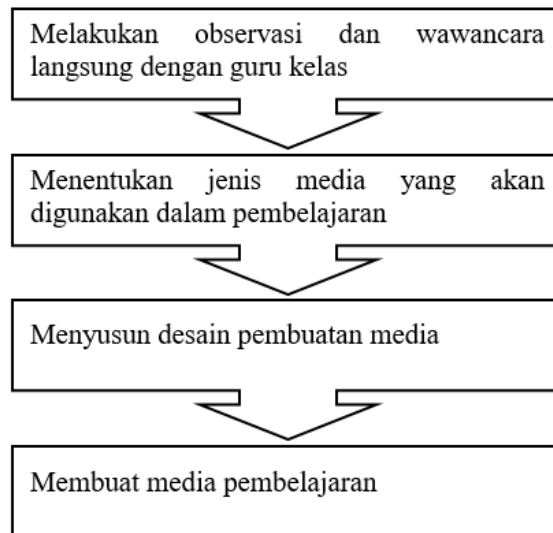 Melakukan observasi dan wawancara
langsung dengan guru kelas
Menentukan jenis media yang akan
digunakan dalam pembelajaran
Menyusun desain pembuatan media
Membuat media pembelajaran